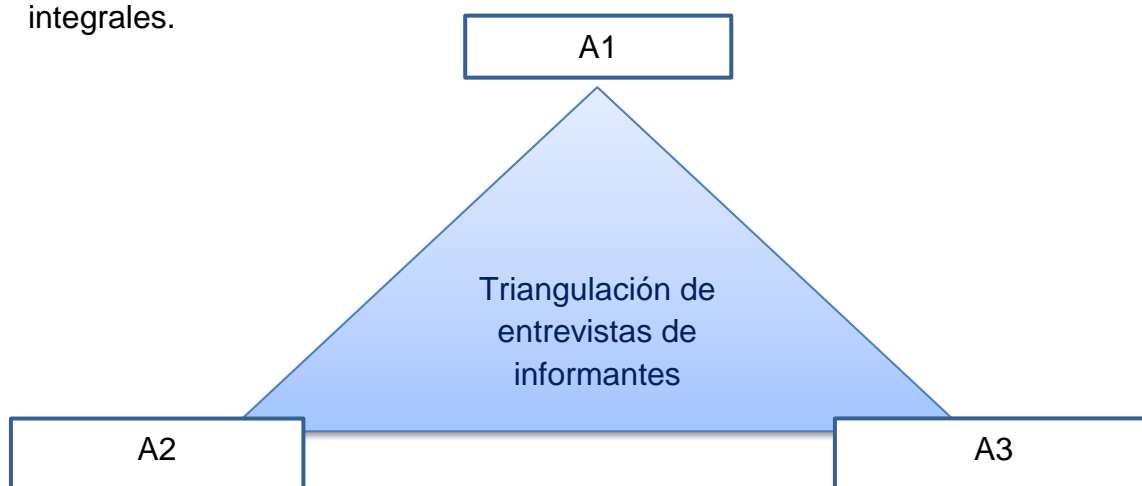 integrales.
A1
Triangulación de
entrevistas de
informantes
A2
A3